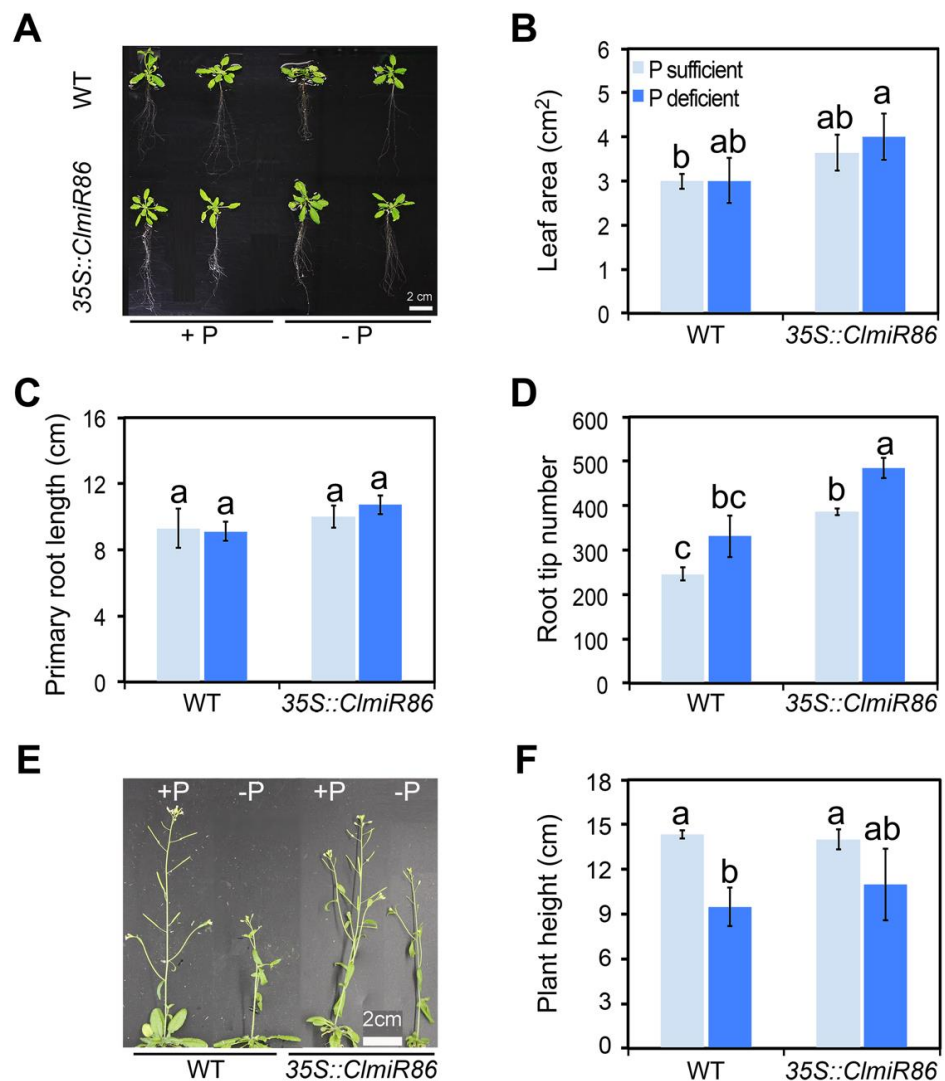 A
WT
35S::ClmiR86
2 cm
+ P
- P
B
Leaf area (cm2)
6
5
4
3
2
1
0
P sufficient
P deficient
b
ab
ab
a
WT
35S::ClmiR86
C
Primary root length (cm)
16
12
8
4
0
a
a
a
a
WT
35S::ClmiR86
D
Root tip number
600
500
400
300
200
100
0
c
bc
b
a
WT
35S::ClmiR86
E
+P -P +P -P
2cm
WT
35S::ClmiR86
F
Plant height (cm)
18
15
12
9
6
3
0
a
b
a
ab
WT
35S::ClmiR86